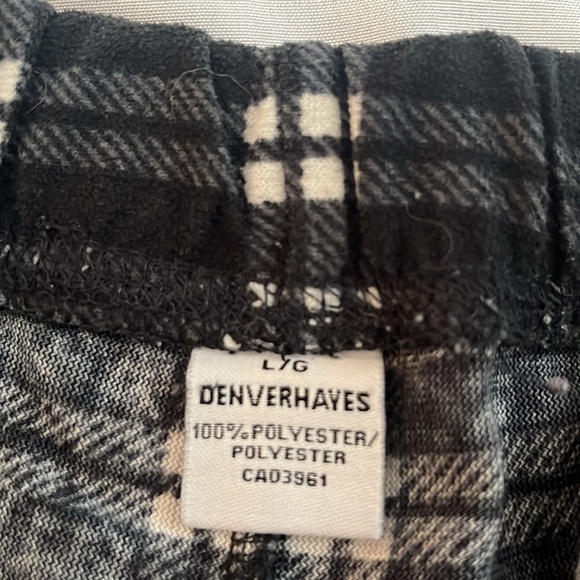 L/G
DENVERHAYES
100%POLYESTER/
POLYESTER
CA03961